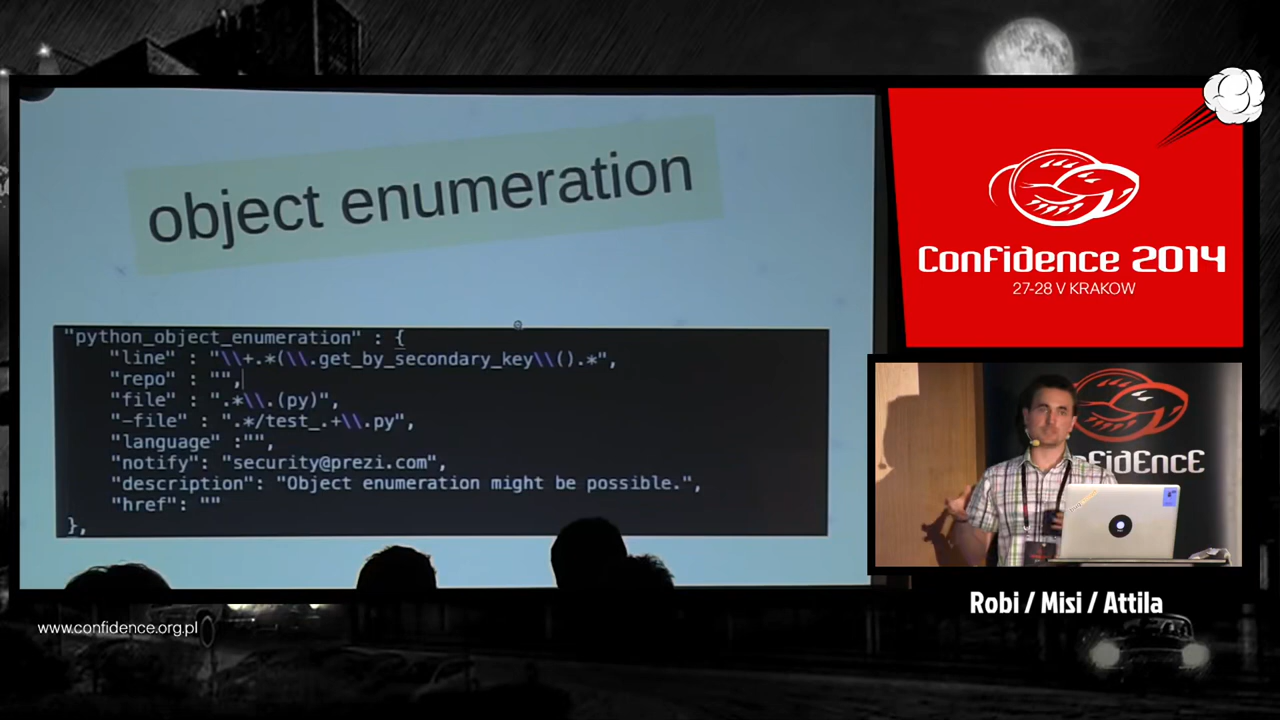 object enumeration
"python_object_enumeration" : {
"line" : "\\+.*(\\.get_by_secondary_key\\().*",
"repo" : "",
"file" : ".*\\.(py)",
"-file" : ".*/test_.+\\.py",
"language" :"",
"notify": "security@prezi.com",
"description": "Object enumeration might be possible.",
"href": ""
},
Confidence 2014
27-28 V KRAKOW
nfidEncE
Robi / Misi / Attila
www.confidence.org.pl